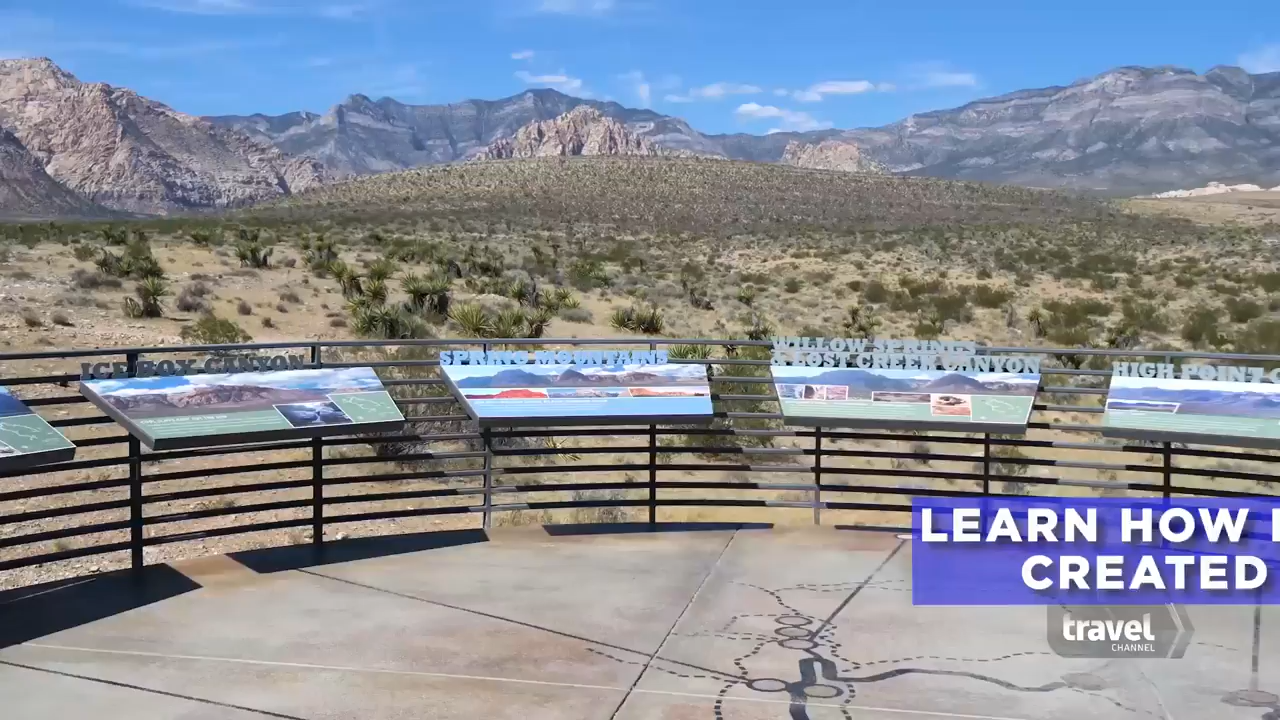 ICE BOX CANYON
SPRING MOUNTAINS
WILLOW SPRINGS
& LOST CREEK CANYON
HIGH POINT
LEARN HOW
CREATED
travel
CHANNEL